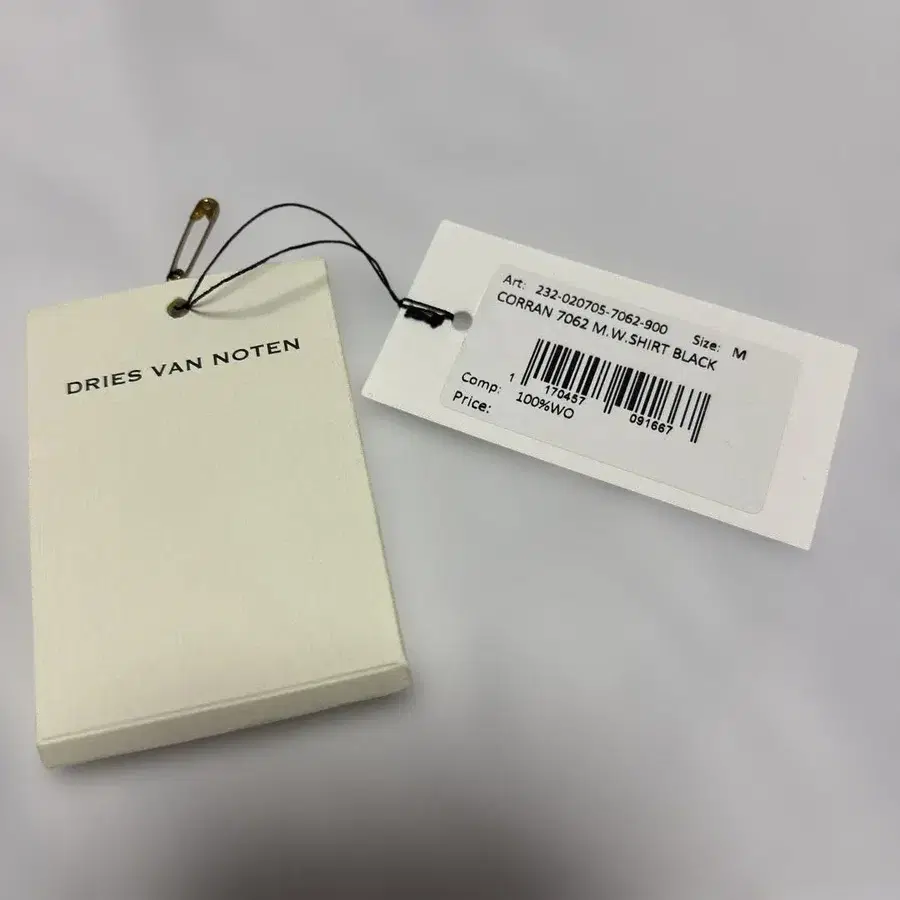 DRIES VAN NOTEN
Art: 232-020705-7062-900
CORRAN 7062 M.W.SHIRT BLACK
Size: M
1 170457 091667
Comp: 100%WO
Price: